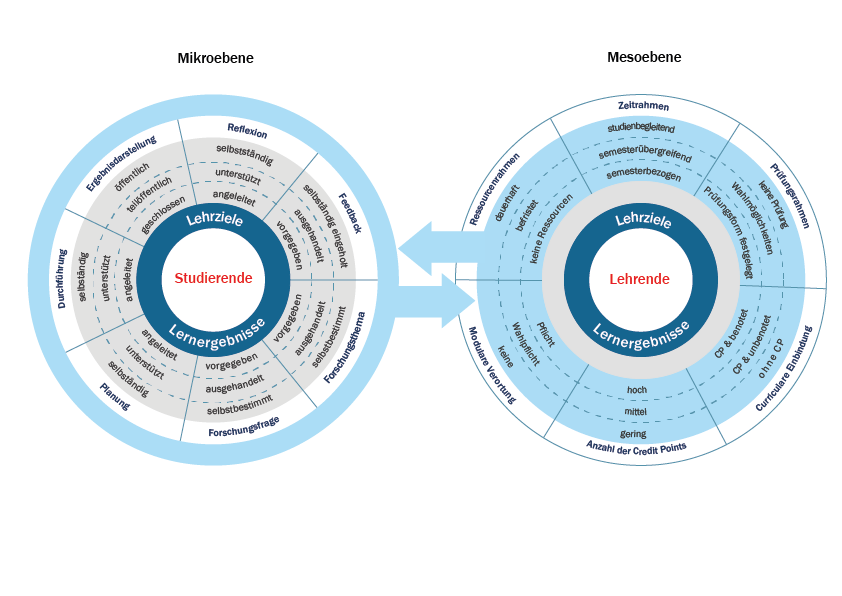 Mikroebene
Reflexion
selbstständig
unterstützt
angeleitet
Feedback
selbständig eingeholt
ausgehandelt
vorgegeben
Forschungsthema
selbstbestimmt
ausgehandelt
vorgegeben
Forschungsfrage
selbstbestimmt
ausgehandelt
vorgegeben
Planung
selbständig
unterstützt
angeleitet
Durchführung
selbständig
unterstützt
angeleitet
Ergebnisdarstellung
öffentlich
teilöffentlich
geschlossen
Lehrziele
Studierende
Lernergebnisse
Mesoebene
Zeitrahmen
studienbegleitend
semesterübergreifend
semesterbezogen
Prüfungsrahmen
keine Prüfung
Wahlmöglichkeiten
Prüfungsform festgelegt
Curriculare Einbindung
ohne CP
CP & unbenotet
CP & benotet
Anzahl der Credit Points
gering
mittel
hoch
Modulare Verortung
keine
Wahlpflicht
Pflicht
Ressourcenrahmen
dauerhaft
befristet
keine Ressourcen
Lehrziele
Lehrende
Lernergebnisse